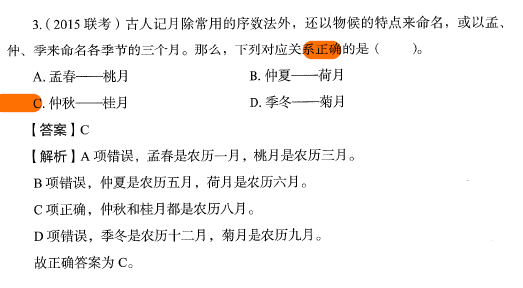 3.(2015 联考)古人记月除常用的序数法外，还以物候的特点来命名，或以孟、
仲、季来命名各季节的三个月。那么，下列对应关系正确的是（　　）。
A. 孟春——桃月　　B. 仲夏——荷月
C. 仲秋——桂月　　D. 季冬——菊月
【答案】C
【解析】A 项错误，孟春是农历一月，桃月是农历三月。
B 项错误，仲夏是农历五月，荷月是农历六月。
C 项正确，仲秋和桂月都是农历八月。
D 项错误，季冬是农历十二月，菊月是农历九月。
故正确答案为 C。